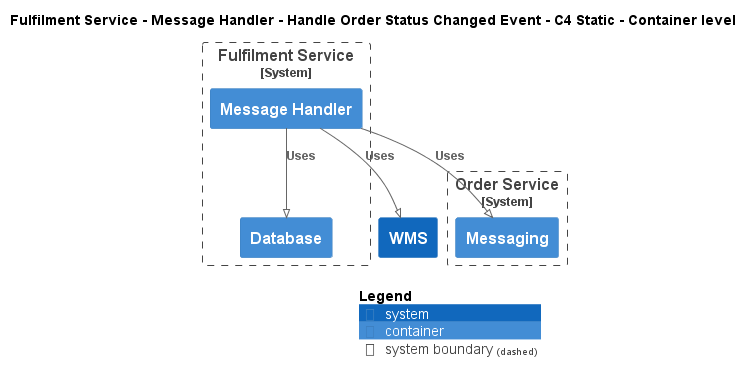 Fulfilment Service - Message Handler - Handle Order Status Changed Event - C4 Static - Container level
Fulfilment Service
[System]
Message Handler
Uses
Uses
Uses
Order Service
[System]
Database
WMS
Messaging
Legend
system
container
system boundary (dashed)